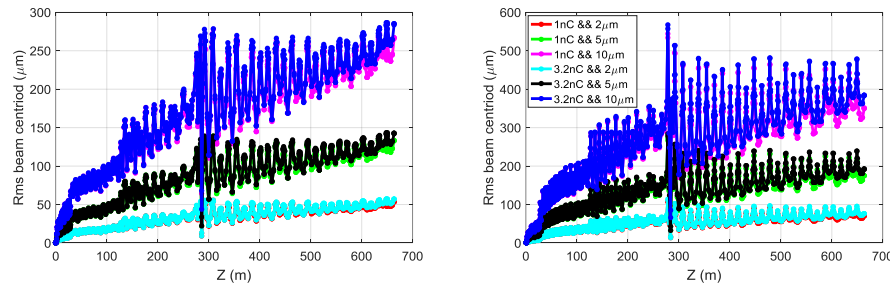 300
250
200
150
100
50
0
Rms beam centriod (μm)
0 100 200 300 400 500 600 700
Z (m)
600
500
400
300
200
100
0
Rms beam centriod (μm)
1nC && 2μm
1nC && 5μm
1nC && 10μm
3.2nC && 2μm
3.2nC && 5μm
3.2nC && 10μm
0 100 200 300 400 500 600 700
Z (m)